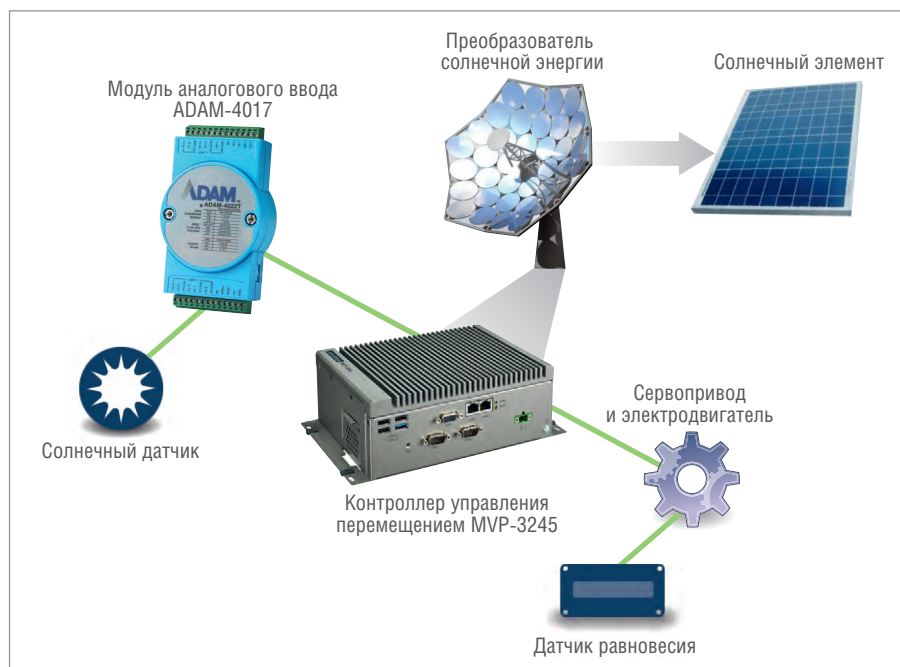 Преобразователь
солнечной энергии
Солнечный элемент
Модуль аналогового ввода
ADAM-4017
ADAM
ADAM-4022T
Солнечный датчик
Сервопривод
и электродвигатель
Контроллер управления
перемещением MVP-3245
Датчик равновесия